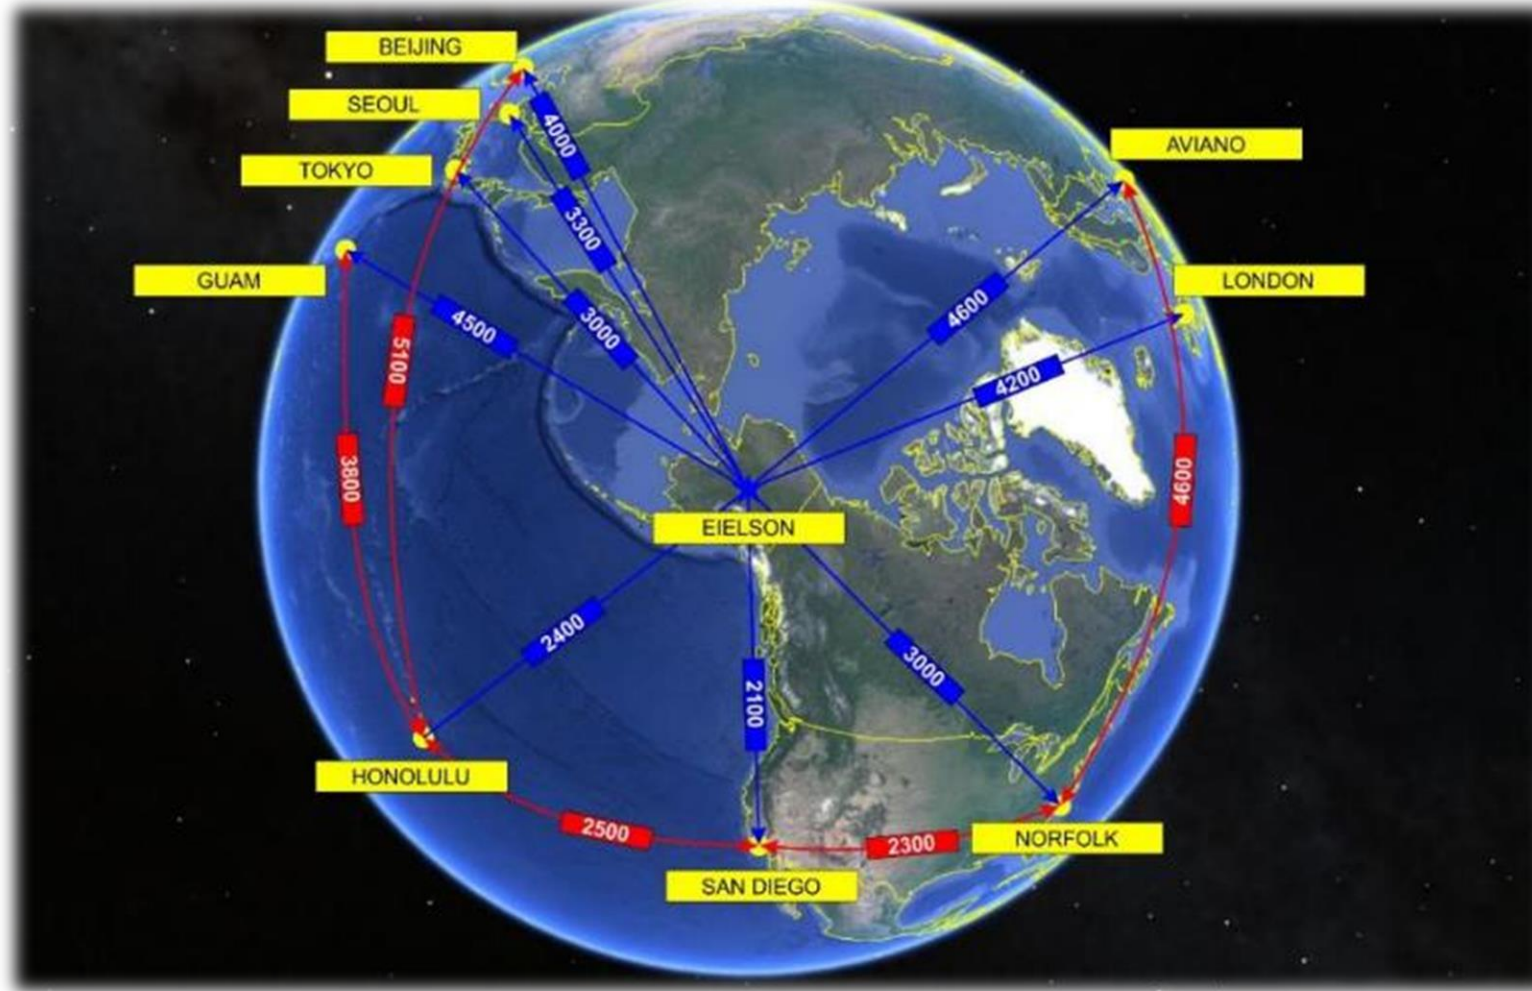 BEIJING
SEOUL
TOKYO
GUAM
AVIANO
LONDON
4000
3300
3000
4500
5100
3800
4600
4200
4600
EIELSON
2400
2100
3000
HONOLULU
2500
SAN DIEGO
2300
NORFOLK